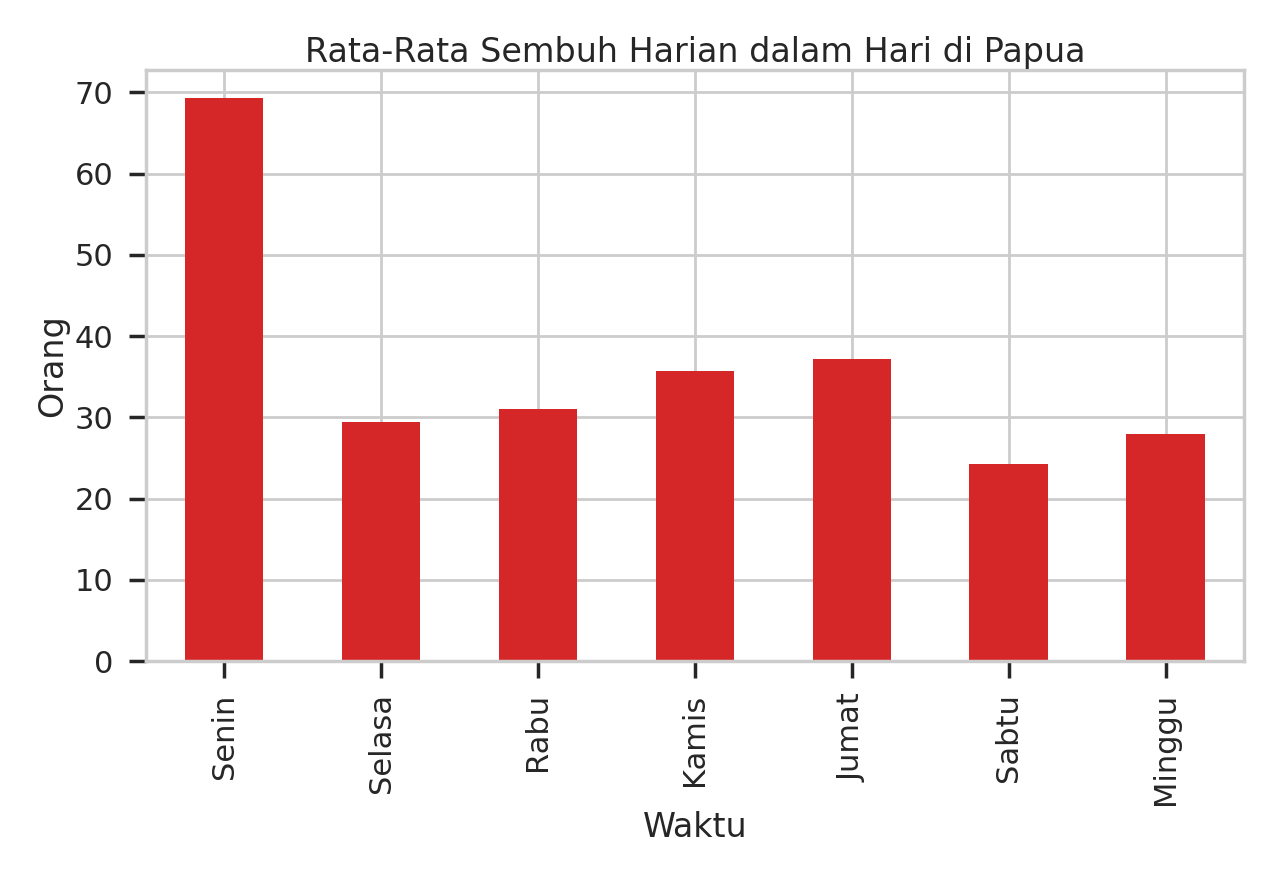 Rata-Rata Sembuh Harian dalam Hari di Papua
Orang
70
60
50
40
30
20
10
0
Senin
Selasa
Rabu
Kamis
Jumat
Sabtu
Minggu
Waktu